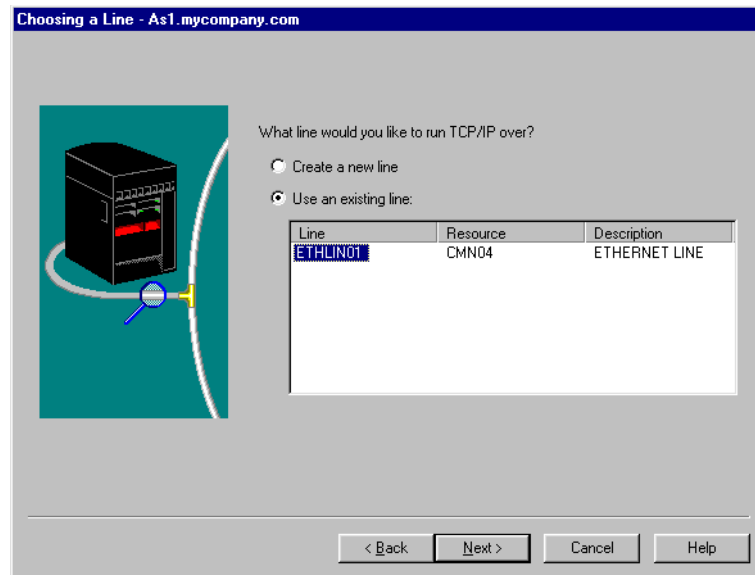 Choosing a Line - As1.mycompany.com
What line would you like to run TCP/IP over?
Create a new line
Use an existing line:
Line Resource Description
ETHLIN01 CMN04 ETHERNET LINE
< Back Next > Cancel Help